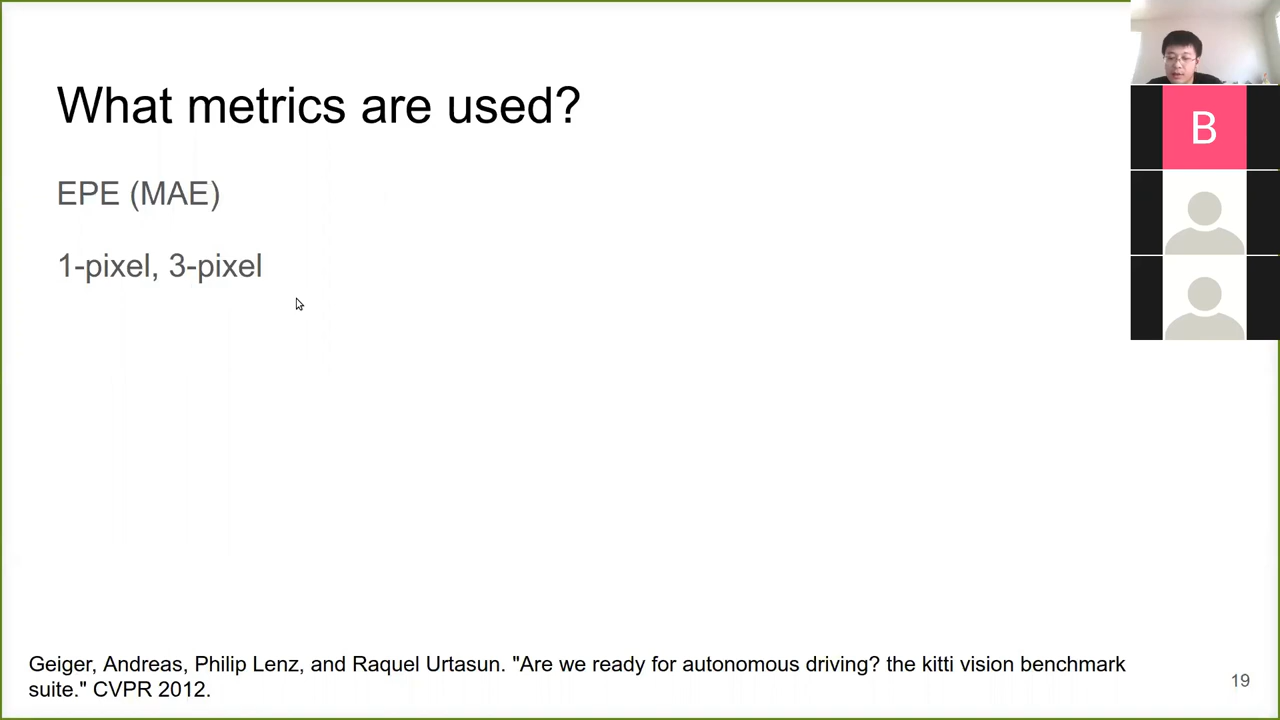 What metrics are used?
B
EPE (MAE)
1-pixel, 3-pixel
Geiger, Andreas, Philip Lenz, and Raquel Urtasun. "Are we ready for autonomous driving? the kitti vision benchmark
suite." CVPR 2012.
19